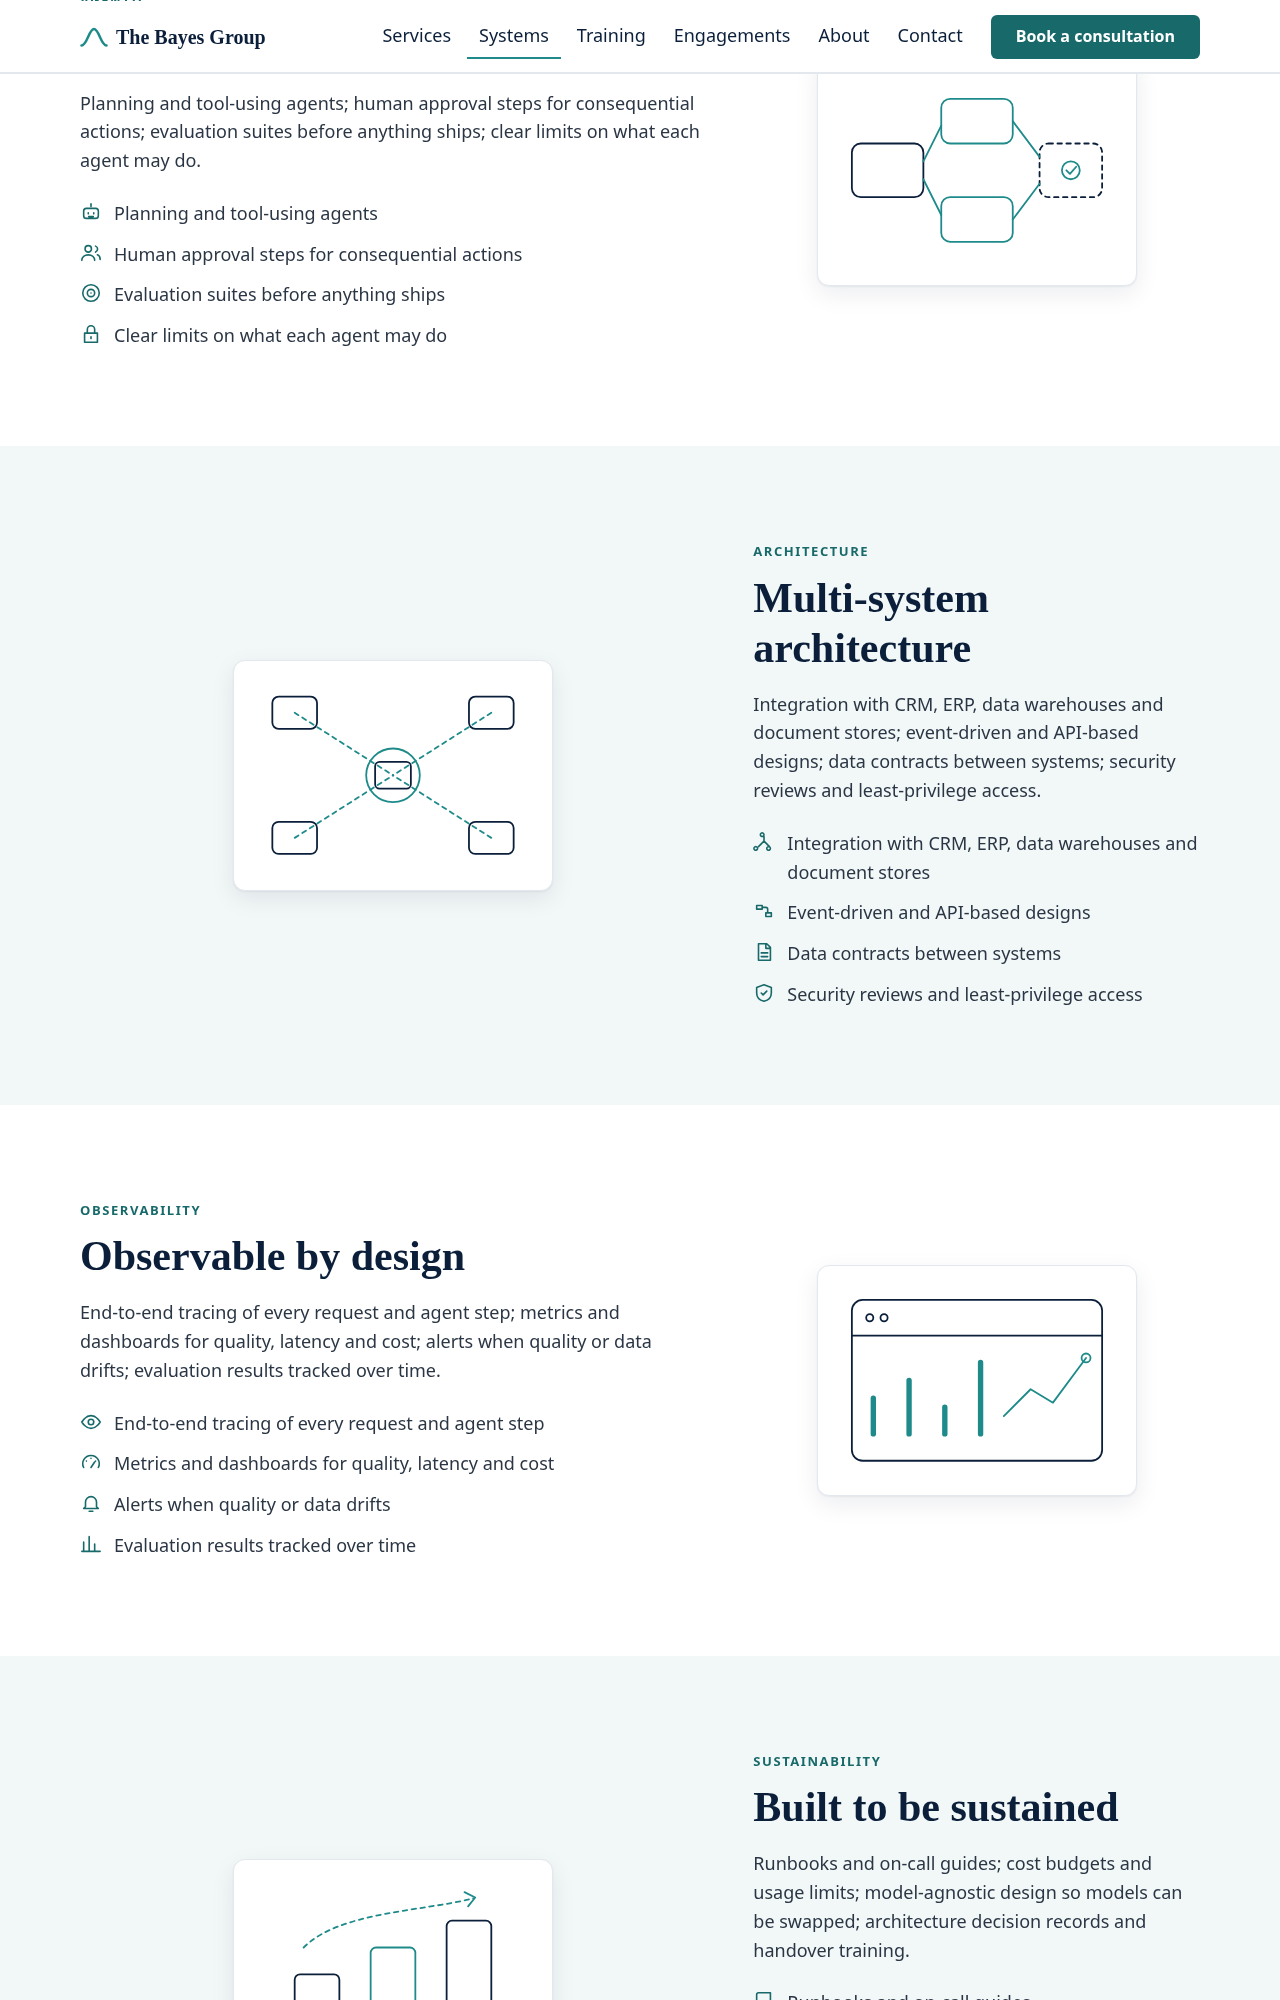 The Bayes Group
Services
Systems
Training
Engagements
About
Contact
Book a consultation
Planning and tool-using agents; human approval steps for consequential
actions; evaluation suites before anything ships; clear limits on what each
agent may do.
Planning and tool-using agents
Human approval steps for consequential actions
Evaluation suites before anything ships
Clear limits on what each agent may do
ARCHITECTURE
Multi-system
architecture
Integration with CRM, ERP, data warehouses and
document stores; event-driven and API-based
designs; data contracts between systems; security
reviews and least-privilege access.
Integration with CRM, ERP, data warehouses and
document stores
Event-driven and API-based designs
Data contracts between systems
Security reviews and least-privilege access
OBSERVABILITY
Observable by design
End-to-end tracing of every request and agent step; metrics and
dashboards for quality, latency and cost; alerts when quality or data
drifts; evaluation results tracked over time.
End-to-end tracing of every request and agent step
Metrics and dashboards for quality, latency and cost
Alerts when quality or data drifts
Evaluation results tracked over time
SUSTAINABILITY
Built to be sustained
Runbooks and on-call guides; cost budgets and
usage limits; model-agnostic design so models can
be swapped; architecture decision records and
handover training.
Runbooks and on-call guides